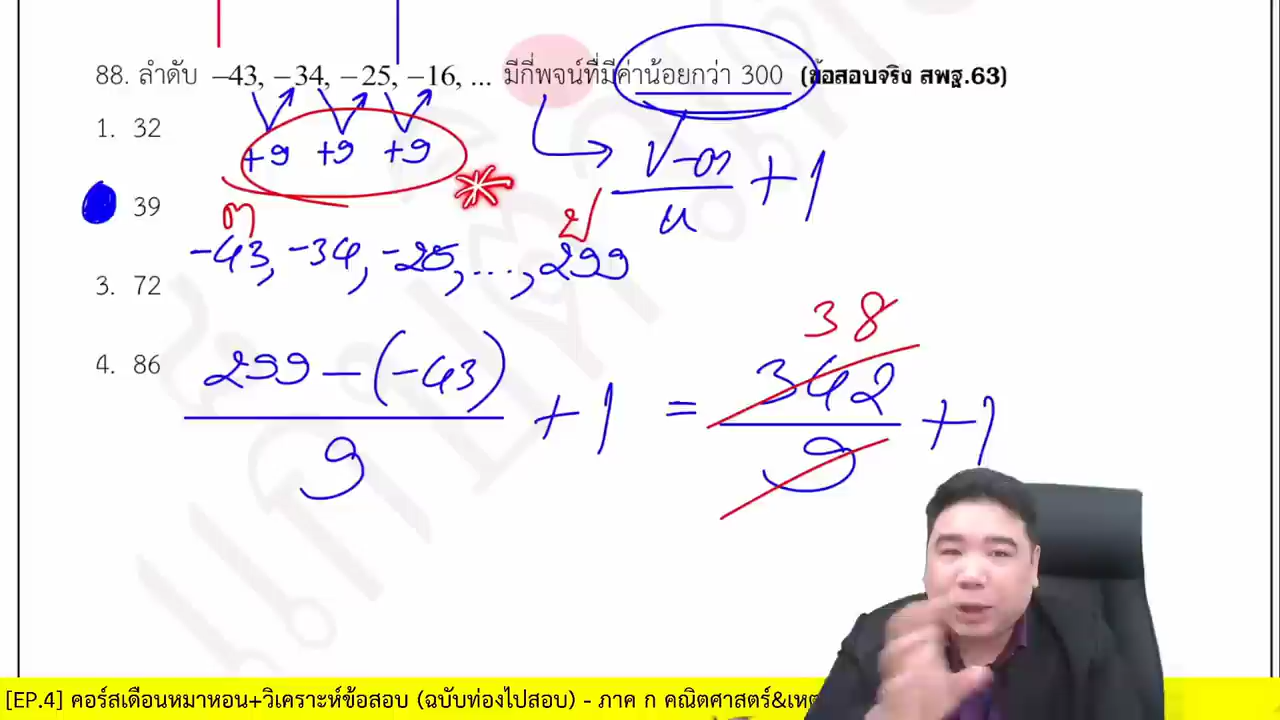 88. ลำดับ −43, −34, −25, −16, ... มีกี่พจน์ที่มีค่าน้อยกว่า 300 (ข้อสอบจริง สพฐ.63)
1. 32
+9 +9 +9
ป-ต/ห +1
39
ต ป
-43, -34, -25, ...., 299
3. 72
38
4. 86
299-(-43)/9 +1 = 342/9 +1
[EP.4] คอร์สเดือนหมาหอน+วิเคราะห์ข้อสอบ (ฉบับท่องไปสอบ) - ภาค ก คณิตศาสตร์&เหตุ